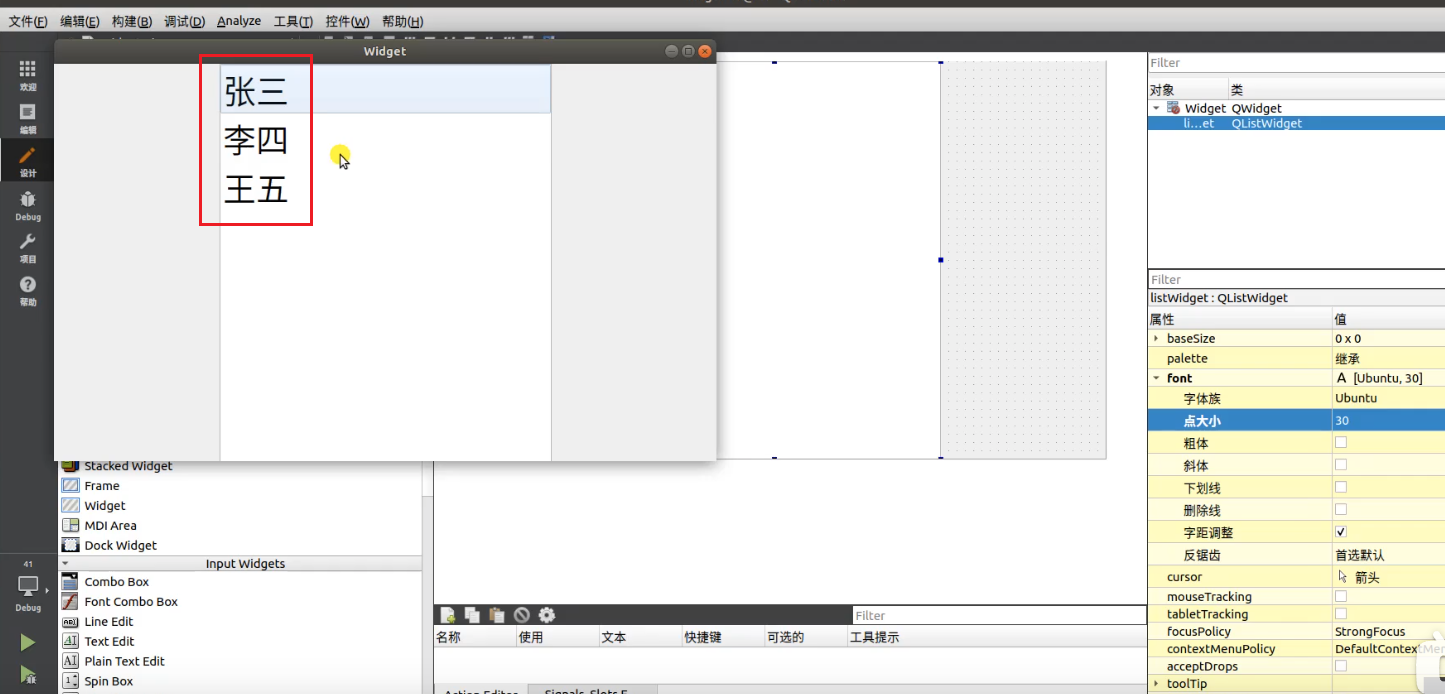 文件(F) 编辑(E) 构建(B) 调试(D) Analyze 工具(T) 控件(W) 帮助(H)
Widget
张三
李四
王五
欢迎
编辑
设计
Debug
项目
帮助
41
Debug
Stacked Widget
Frame
Widget
MDI Area
Dock Widget
Input Widgets
Combo Box
Font Combo Box
Line Edit
Text Edit
Plain Text Edit
Spin Box
Filter
名称 使用 文本 快捷键 可选的 工具提示
Filter
对象 类
Widget QWidget
li...et QListWidget
Filter
listWidget : QListWidget
属性 值
baseSize 0 x 0
palette 继承
font A [Ubuntu, 30]
字体族 Ubuntu
点大小 30
粗体
斜体
下划线
删除线
字距调整
反锯齿 首选默认
cursor 箭头
mouseTracking
tabletTracking
focusPolicy StrongFocus
contextMenuPolicy DefaultContextMe
acceptDrops
toolTip